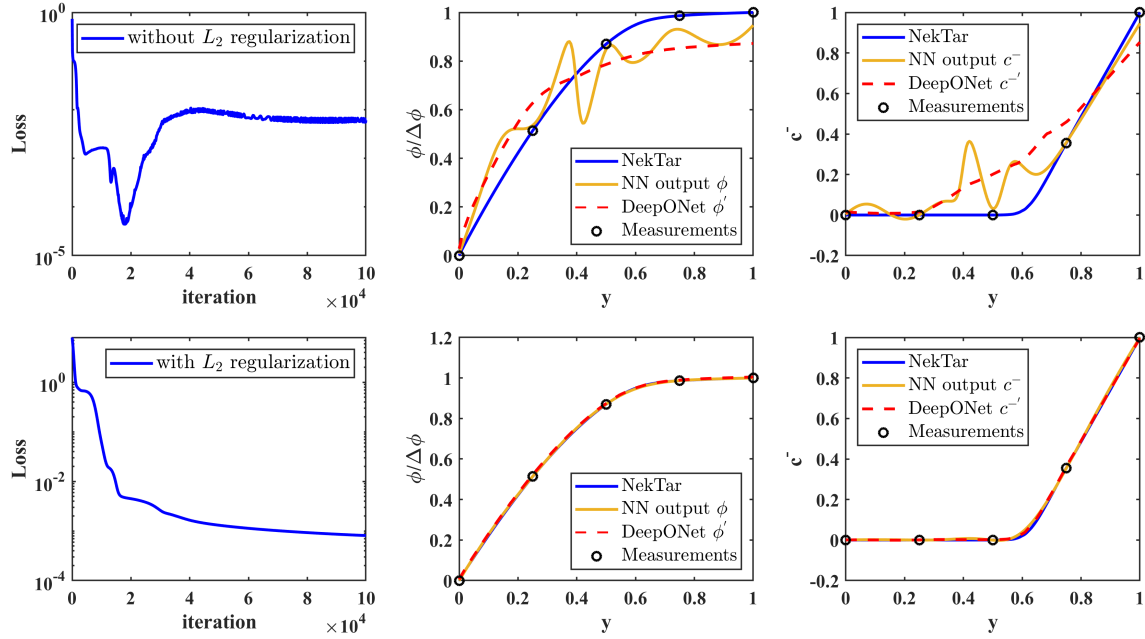 10^0
10^-5
Loss
without L_2 regularization
0 2 4 6 8 10
iteration
×10^4
1
0.8
0.6
0.4
0.2
0
ϕ/Δϕ
NekTar
NN output ϕ
DeepONet ϕ′
Measurements
0 0.2 0.4 0.6 0.8 1
y
1
0.8
0.6
0.4
0.2
0
-0.2
c^-
NekTar
NN output c^-
DeepONet c^-′
Measurements
0 0.2 0.4 0.6 0.8 1
y
10^0
10^-2
10^-4
Loss
with L_2 regularization
0 2 4 6 8 10
iteration
×10^4
1.2
1
0.8
0.6
0.4
0.2
0
ϕ/Δϕ
NekTar
NN output ϕ
DeepONet ϕ′
Measurements
0 0.2 0.4 0.6 0.8 1
y
1
0.8
0.6
0.4
0.2
0
-0.2
c^-
NekTar
NN output c^-
DeepONet c^-′
Measurements
0 0.2 0.4 0.6 0.8 1
y